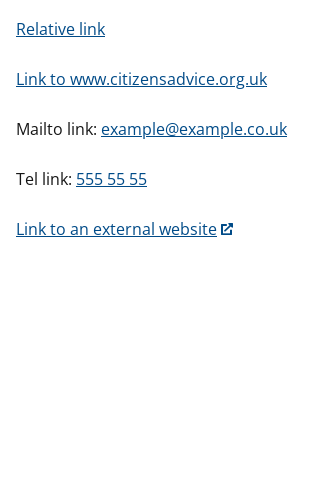 Relative link
Link to www.citizensadvice.org.uk
Mailto link: example@example.co.uk
Tel link: 555 55 55
Link to an external website